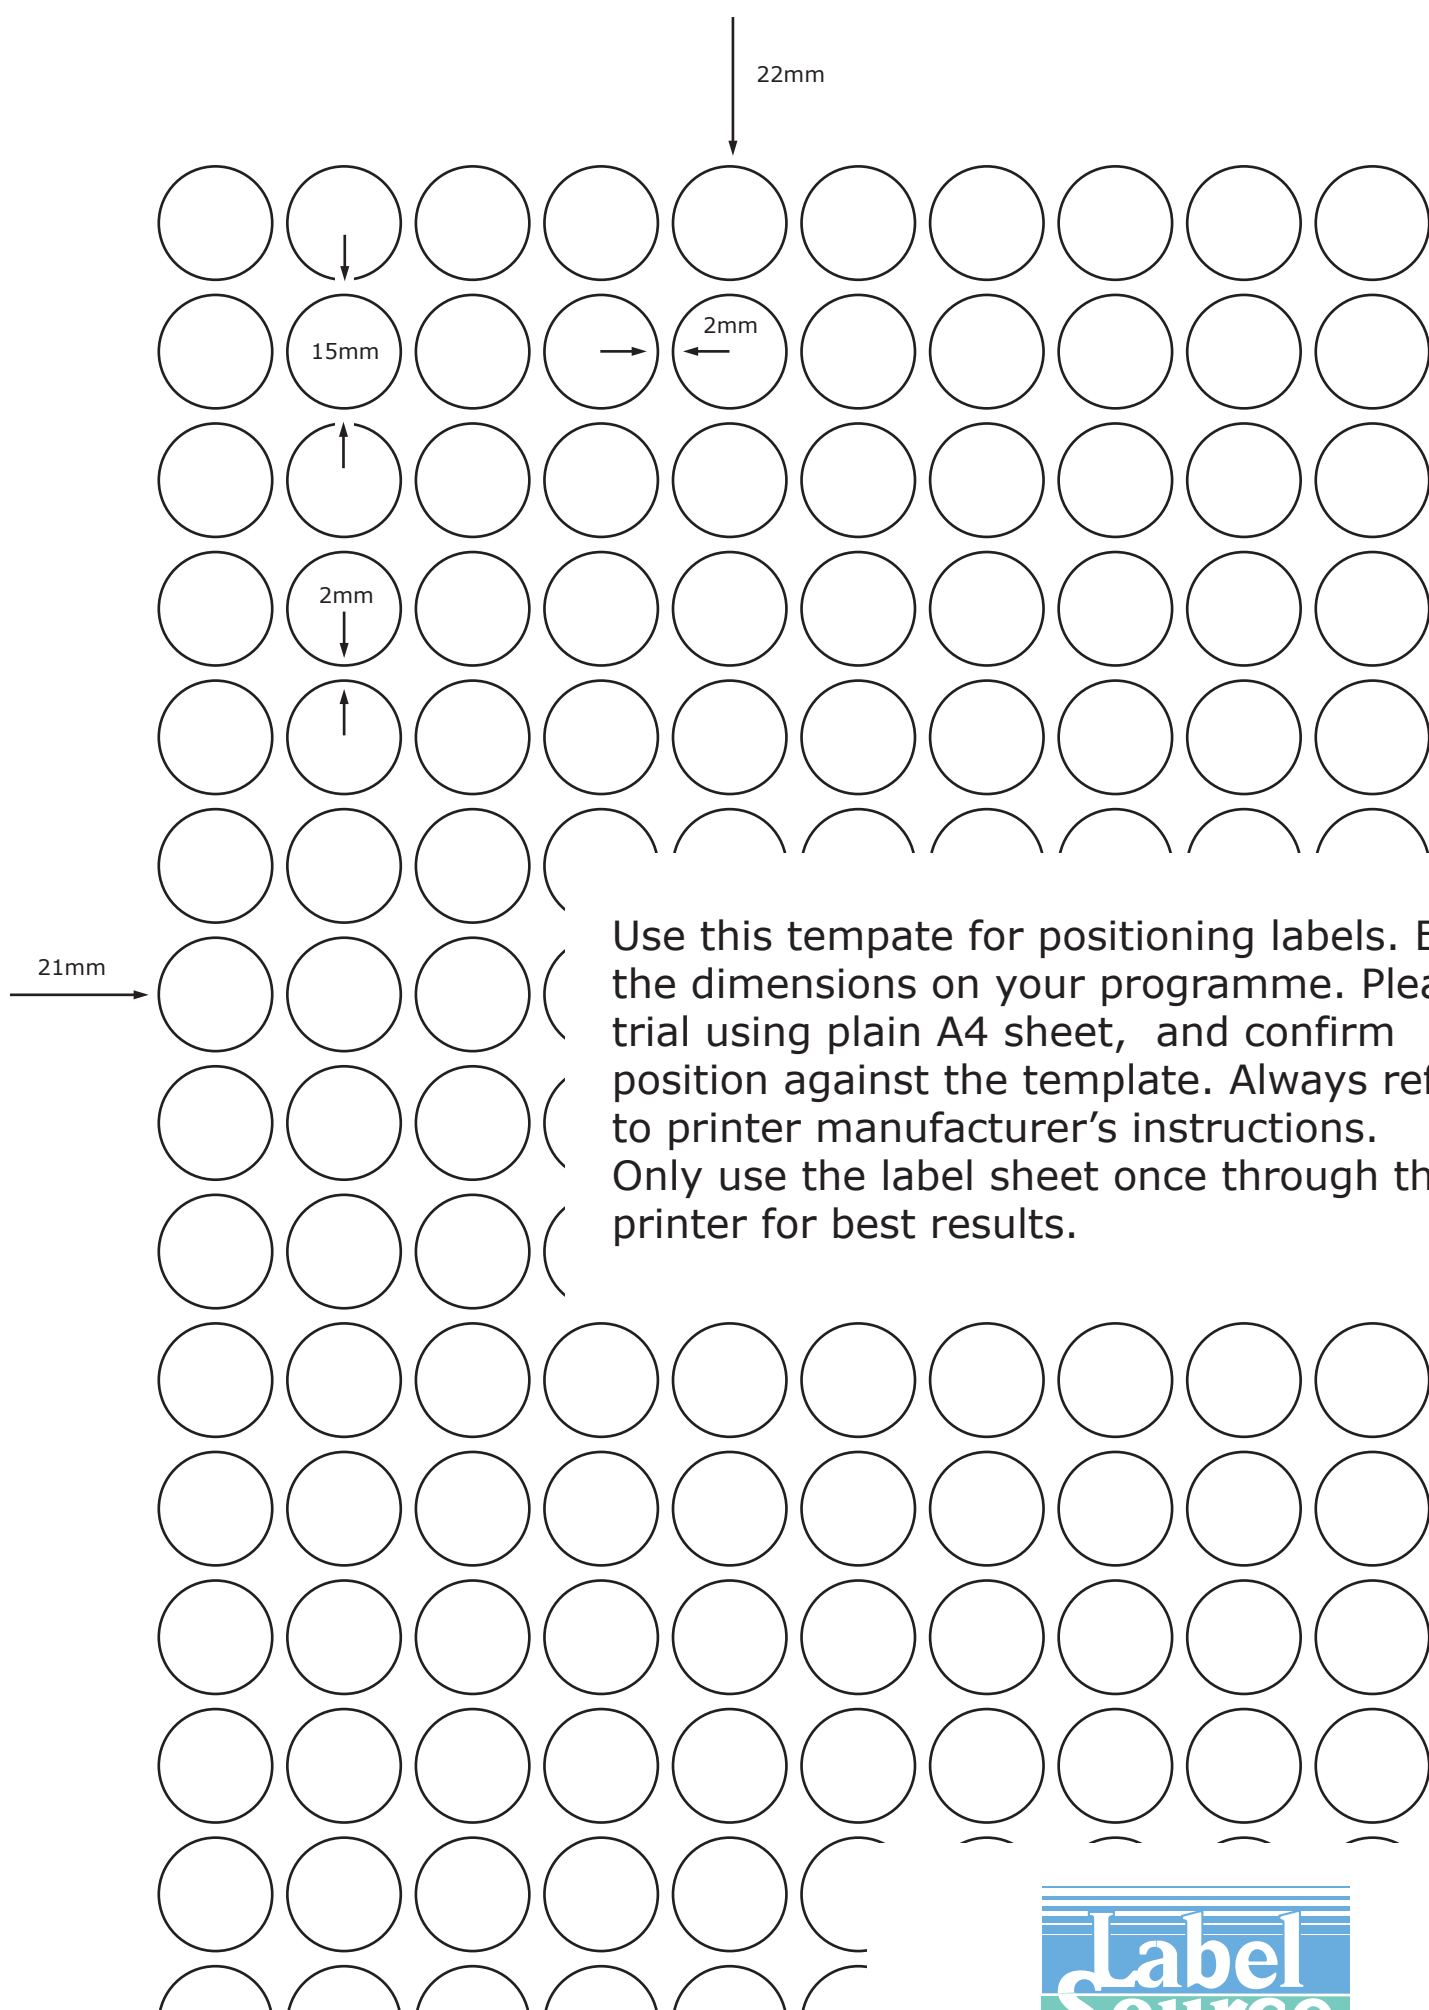 22mm
2mm
15mm
2mm
Use this tempate for positioning labels.
21mm
the dimensions on your programme.
trial using plain A4 sheet,  and confirm
position against the template. Always
to printer manufacturer’s instructions.
Only use the label sheet once through
printer for best results.
Label
Source